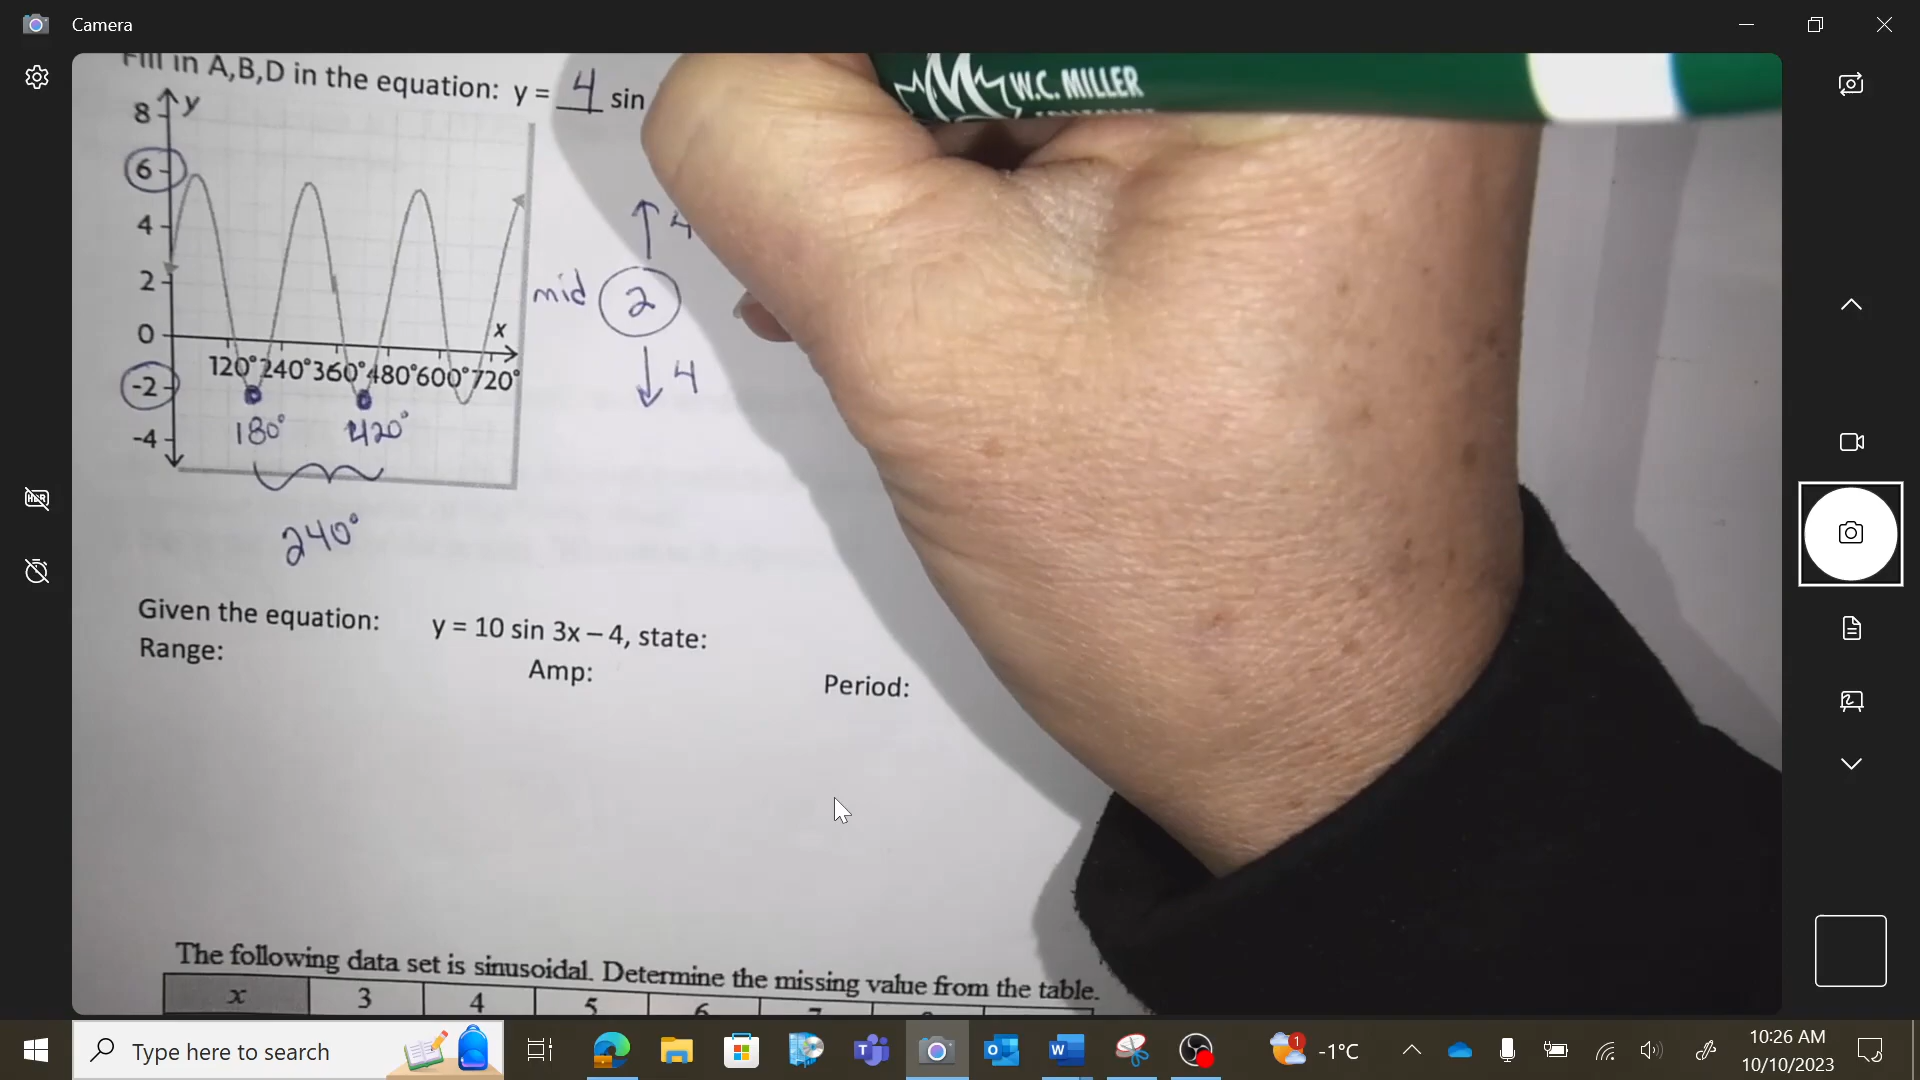 Camera
Fill in A,B,D in the equation: y = 4 sin
W.C. MILLER
y
8
6
4
2
0
-2
-4
x
120° 240° 360° 480° 600° 720°
180° 420°
240°
4
mid 2
4
Given the equation: y = 10 sin 3x – 4, state:
Range: Amp: Period:
The following data set is sinusoidal. Determine the missing value from the table.
x 3 4 5 6 7
Type here to search
1
-1°C
10:26 AM
10/10/2023